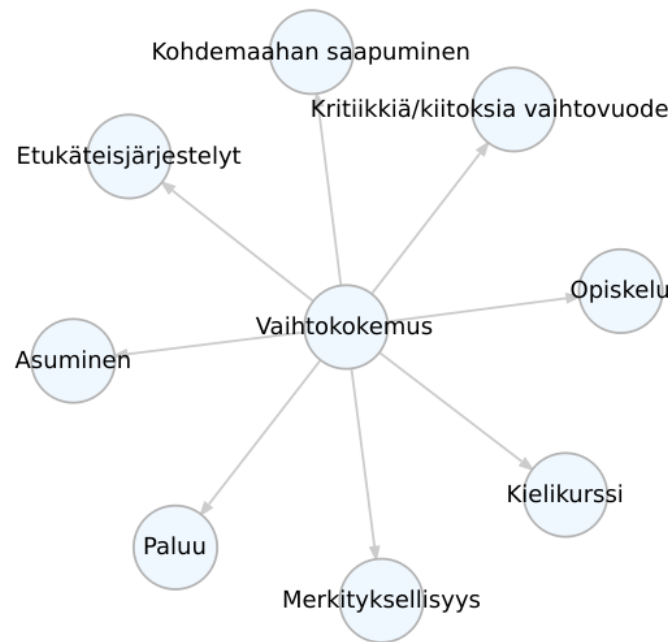 Kohdemaahan saapuminen
Kritiikkiä/kiitoksia vaihtovuode
Etukäteisjärjestelyt
Opiskelu
Vaihtokokemus
Asuminen
Kielikurssi
Paluu
Merkityksellisyys